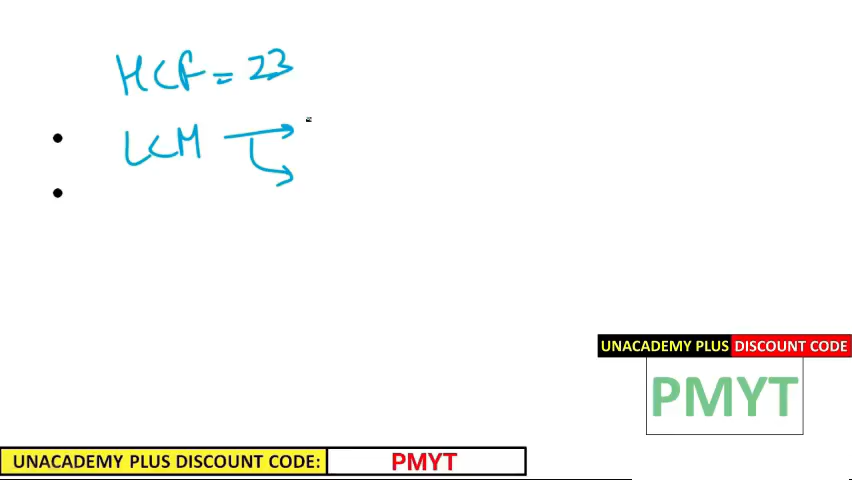 HCF = 23
LCM
UNACADEMY PLUS DISCOUNT CODE
PMYT
UNACADEMY PLUS DISCOUNT CODE: PMYT